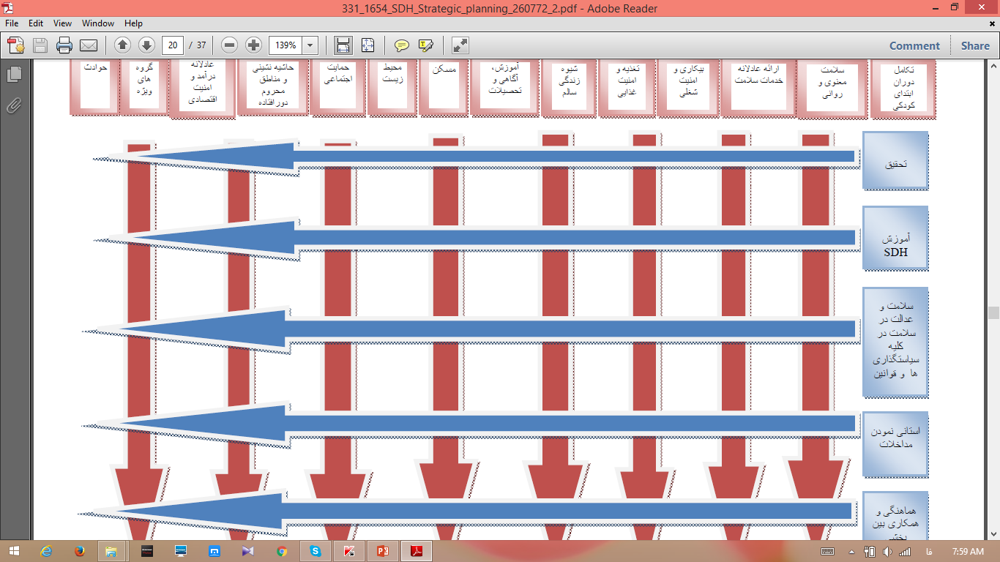 331_1654_SDH_Strategic_planning_260772_2.pdf - Adobe Reader
File Edit View Window Help
20 / 37
139%
Comment Share
تکامل
دوران
ابتدای
کودکی
سلامت
معنوی و
روانی
ارائه عادلانه
خدمات سلامت
بیکاری و
امنیت
شغلی
تغذیه و
امنیت
غذایی
شیوه
زندگی
سالم
آموزش،
آگاهی و
تحصیلات
مسکن
محیط
زیست
حمایت
اجتماعی
حاشیه نشینی
و مناطق
محروم
دورافتاده
عادلانه
درآمد و
امنیت
اقتصادی
گروه
های
ویژه
حوادث
تحقیق
آموزش
SDH
سلامت و
عدالت در
سلامت در
کلیه
سیاستگذاری
ها و قوانین
استانی نمودن
مداخلات
هماهنگی و
همکاری بین
بخشی
فا
7:59 AM